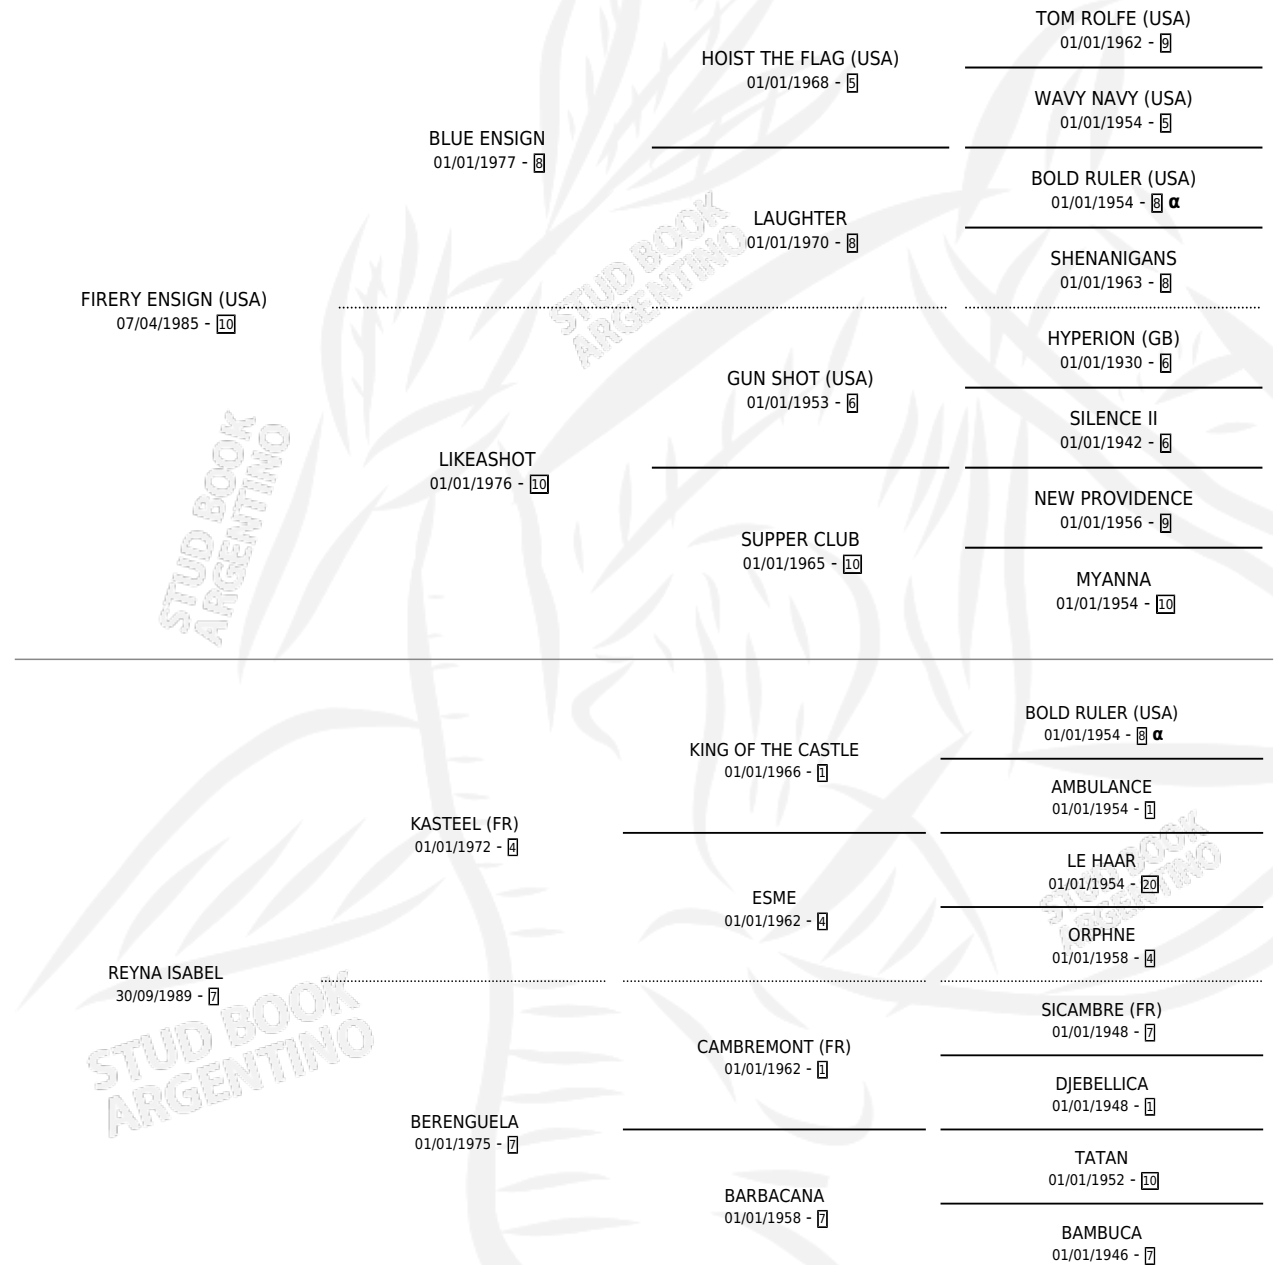 TOM ROLFE (USA)
01/01/1962 - 9
HOIST THE FLAG (USA)
01/01/1968 - 5
WAVY NAVY (USA)
01/01/1954 - 5
BLUE ENSIGN
01/01/1977 - 8
BOLD RULER (USA)
01/01/1954 - 8 α
LAUGHTER
01/01/1970 - 8
SHENANIGANS
01/01/1963 - 8
FIRERY ENSIGN (USA)
07/04/1985 - 10
HYPERION (GB)
01/01/1930 - 6
GUN SHOT (USA)
01/01/1953 - 6
SILENCE II
01/01/1942 - 6
LIKEASHOT
01/01/1976 - 10
NEW PROVIDENCE
01/01/1956 - 9
SUPPER CLUB
01/01/1965 - 10
MYANNA
01/01/1954 - 10
BOLD RULER (USA)
01/01/1954 - 8 α
KING OF THE CASTLE
01/01/1966 - 1
AMBULANCE
01/01/1954 - 1
KASTEEL (FR)
01/01/1972 - 4
LE HAAR
01/01/1954 - 20
ESME
01/01/1962 - 4
ORPHNE
01/01/1958 - 4
REYNA ISABEL
30/09/1989 - 7
SICAMBRE (FR)
01/01/1948 - 7
CAMBREMONT (FR)
01/01/1962 - 1
DJEBELLICA
01/01/1948 - 1
BERENGUELA
01/01/1975 - 7
TATAN
01/01/1952 - 10
BARBACANA
01/01/1958 - 7
BAMBUCA
01/01/1946 - 7
STUD BOOK
ARGENTINO
STUD BOOK
ARGENTINO
STUD BOOK
ARGENTINO
STUD BOOK
ARGENTINO